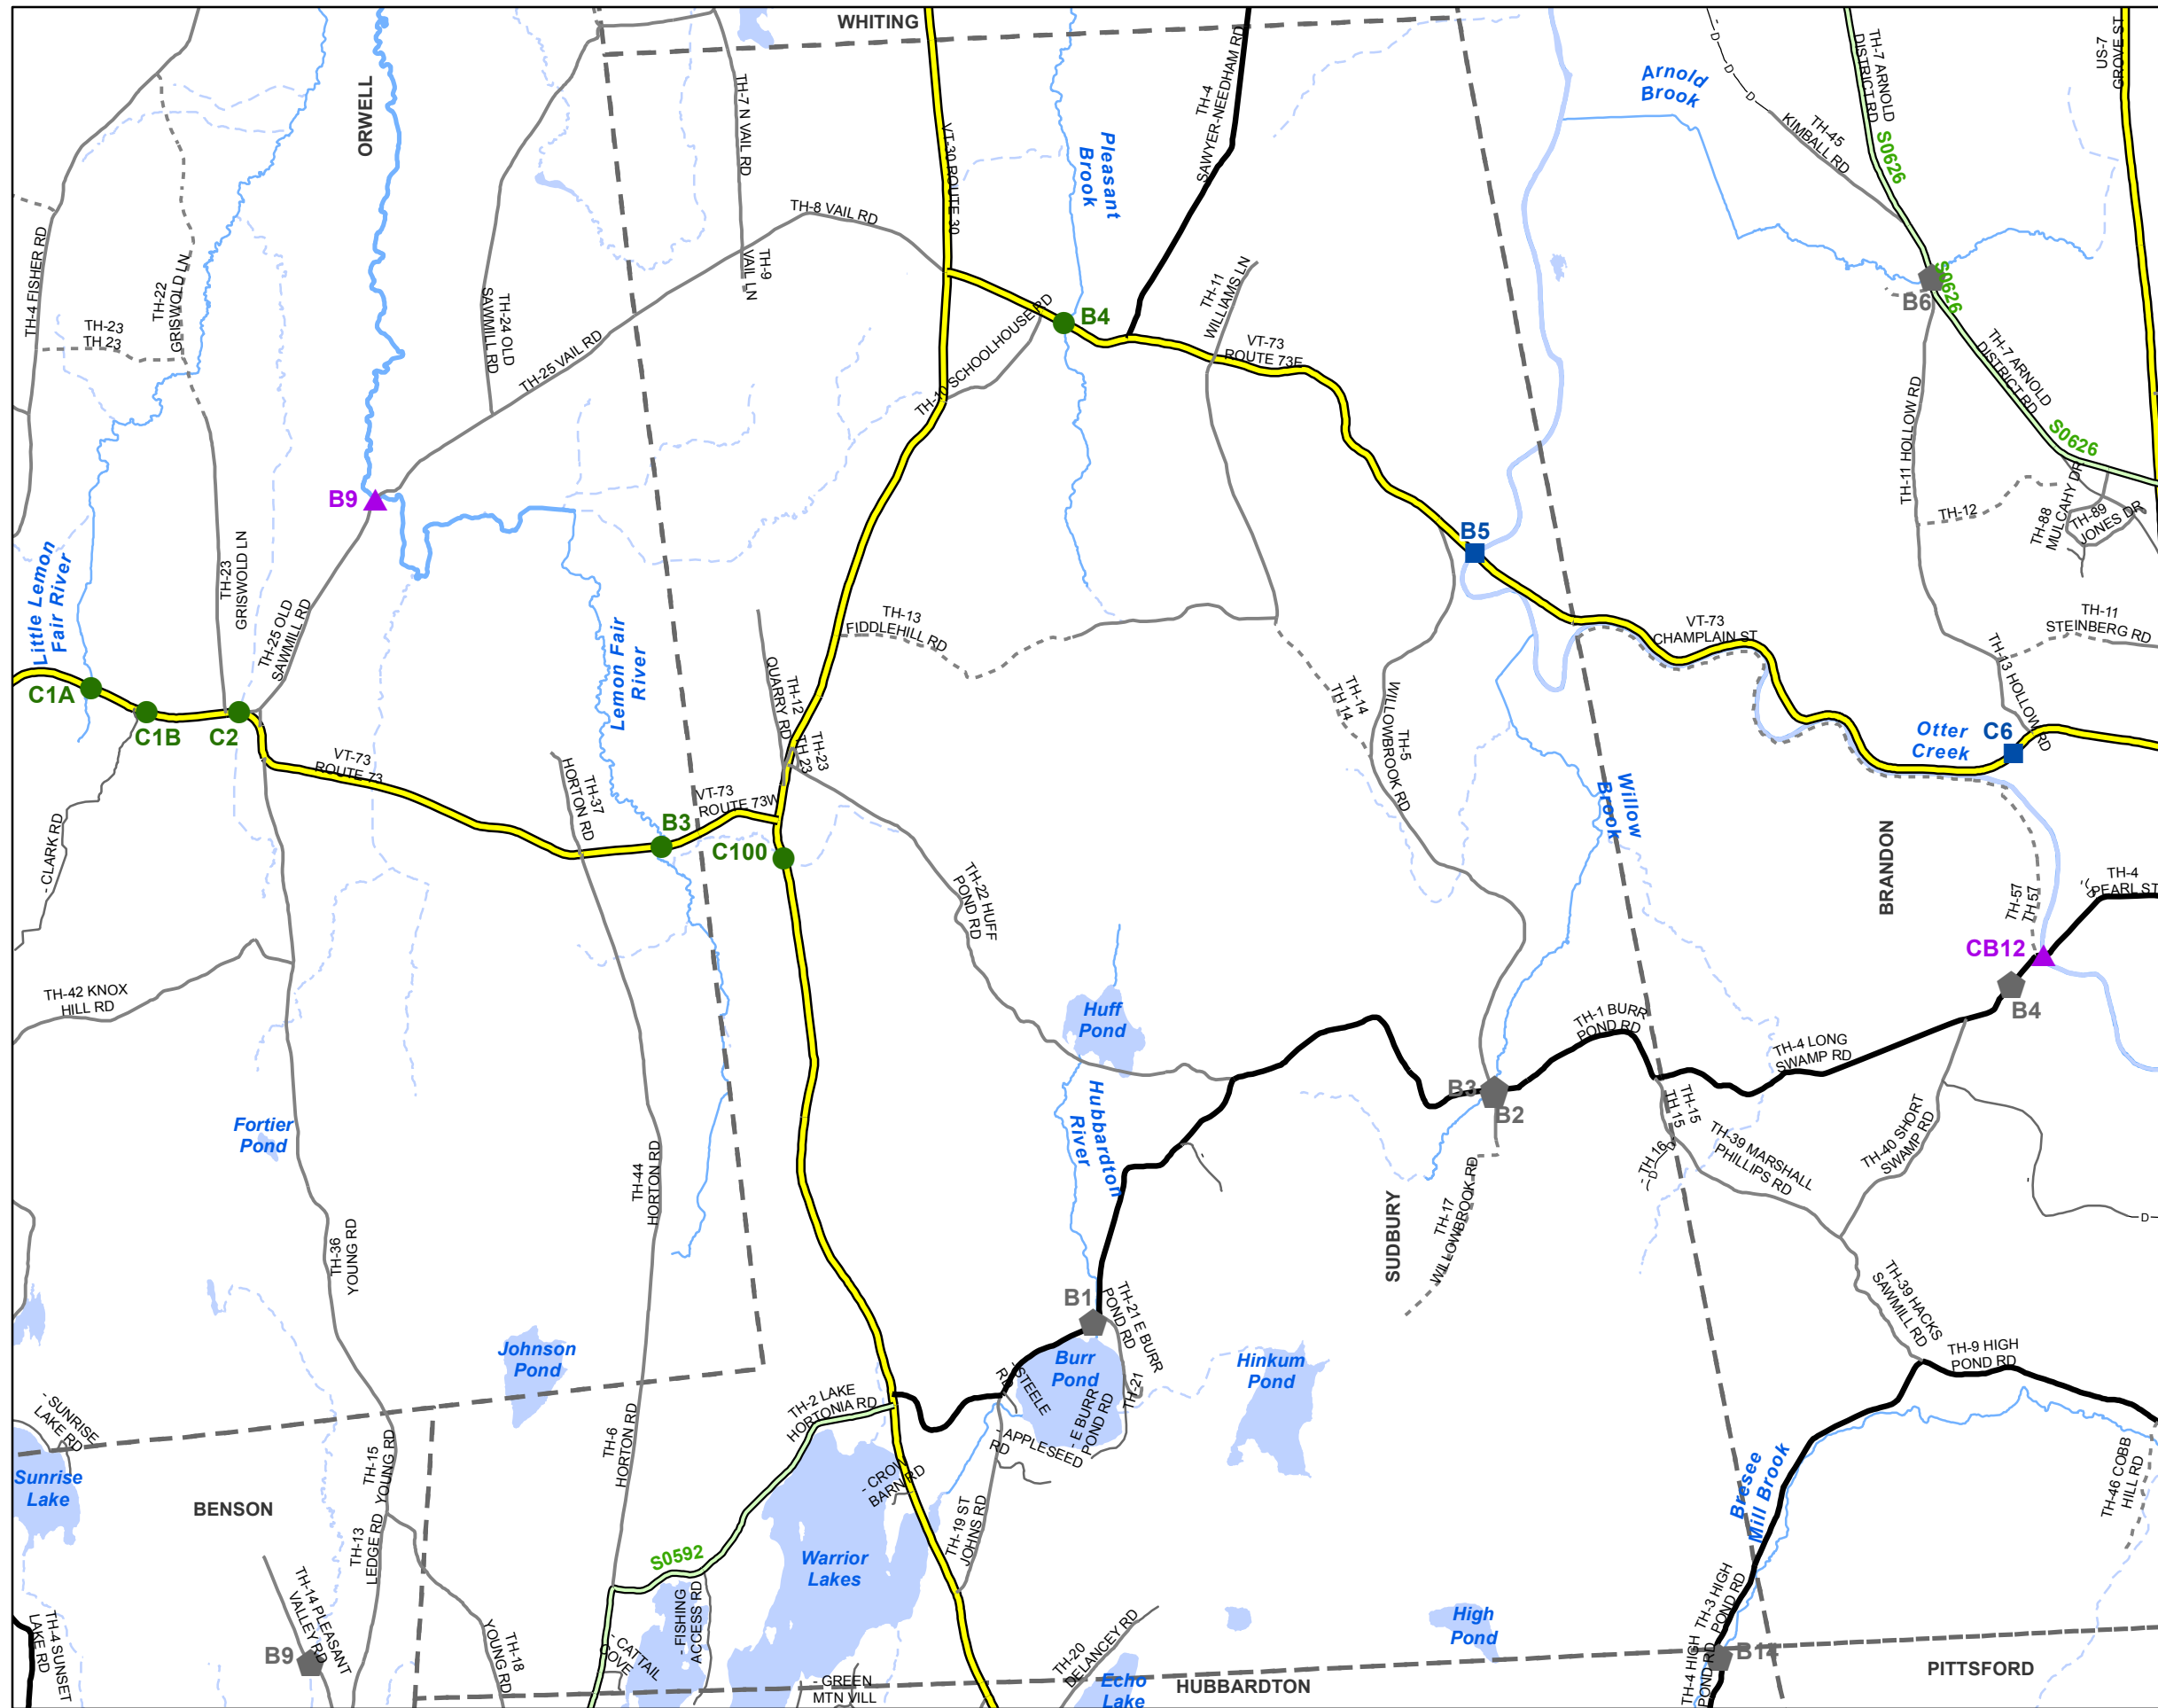 WHITING
ORWELL
TH-4 FISHER RD
TH-22
GRISWOLD LN
TH-23
TH 23
TH-24 OLD
SAWMILL RD
TH-25 VAIL RD
TH-7 N VAIL RD
TH-9
VAIL LN
TH-8 VAIL RD
VT-30 ROUTE 30
Pleasant
Brook
TH-4
SAWYER-NEEDHAM RD
TH-10 SCHOOLHOUSE RD
B4
TH-11
WILLIAMS LN
VT-73
ROUTE 73E
Arnold
Brook
- D -
D
TH-45
KIMBALL RD
TH-7 ARNOLD
DISTRICT RD
S0626
US-7
GROVE ST
B6
S0626
TH-7 ARNOLD
DISTRICT RD
S0626
TH-11 HOLLOW RD
TH-12
TH-88
MULCAHY DR
TH-89
JONES DR
TH-11
STEINBERG RD
TH-13 HOLLOW RD
B9
B5
Little Lemon
Fair River
TH-23
GRISWOLD LN
TH-25 OLD
SAWMILL RD
C1A
C1B
C2
VT-73
ROUTE 73
Lemon Fair
River
TH-37
HORTON RD
B3
VT-73
ROUTE 73W
C100
TH-12
QUARRY RD
TH-23
TH 23
TH-13
FIDDLEHILL RD
TH-14
TH 14
TH-5
WILLOWBROOK RD
Willow
Brook
VT-73
CHAMPLAIN ST
Otter
Creek
C6
BRANDON
TH-57
TH 57
TH-4
PEARL ST
CB12
B4
- CLARK RD
TH-42 KNOX
HILL RD
TH-22 HUFF
POND RD
Huff
Pond
Hubbardton
River
TH-1 BURR
POND RD
TH-4 LONG
SWAMP RD
B3
B2
TH-15
TH 15
TH 16
- D -
D
TH-39 MARSHALL
PHILLIPS RD
TH-40 SHORT
SWAMP RD
D
Fortier
Pond
TH-44
HORTON RD
TH-36
YOUNG RD
SUDBURY
TH-17
WILLOWBROOK RD
TH-39 HACKS
SAWMILL RD
TH-9 HIGH
POND RD
B1
TH-21 E BURR
POND RD
Burr
Pond
TH-21
- E BURR
POND RD
- STEELE
RD
- APPLESEED
RD
Hinkum
Pond
Johnson
Pond
- SUNRISE
LAKE RD
Sunrise
Lake
BENSON
TH-15
YOUNG RD
TH-13
LEDGE RD
TH-6
HORTON RD
TH-2 LAKE
HORTONIA RD
- CROW
BARN RD
TH-19 ST
JOHNS RD
Warrior
Lakes
S0592
- FISHING
ACCESS RD
- CATTAIL
COVE
- GREEN
MTN VILL
TH-14 PLEASANT
VALLEY RD
B9
TH-4 SUNSET
LAKE RD
TH-18
YOUNG RD
TH-20
DELANCEY RD
Echo
Lake
HUBBARDTON
High
Pond
Bresee
Mill Brook
TH-3 HIGH
POND RD
TH-4 HIGH
POND RD
TH-46 COBB
HILL RD
PITTSFORD